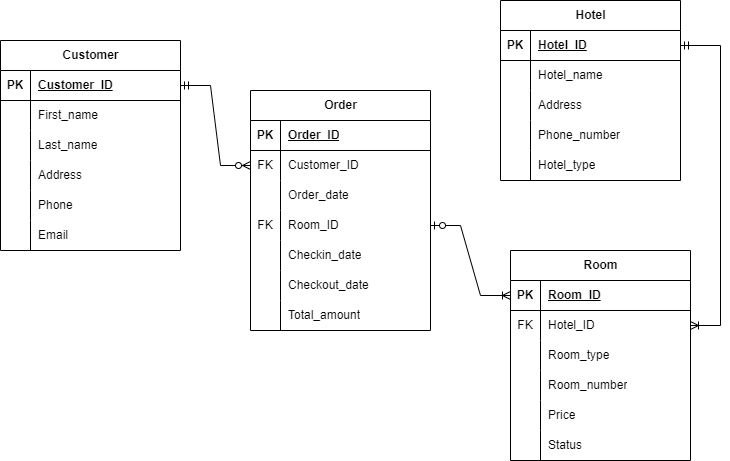 Customer
PK Customer_ID
First_name
Last_name
Address
Phone
Email
Order
PK Order_ID
FK Customer_ID
Order_date
FK Room_ID
Checkin_date
Checkout_date
Total_amount
Hotel
PK Hotel_ID
Hotel_name
Address
Phone_number
Hotel_type
Room
PK Room_ID
FK Hotel_ID
Room_type
Room_number
Price
Status